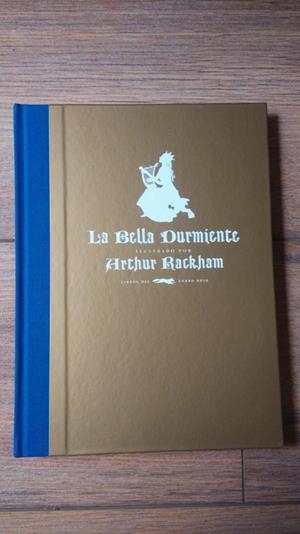 La Bella Durmiente
ILUSTRADO POR
Arthur Rackham
LIBROS DEL ZORRO ROJO